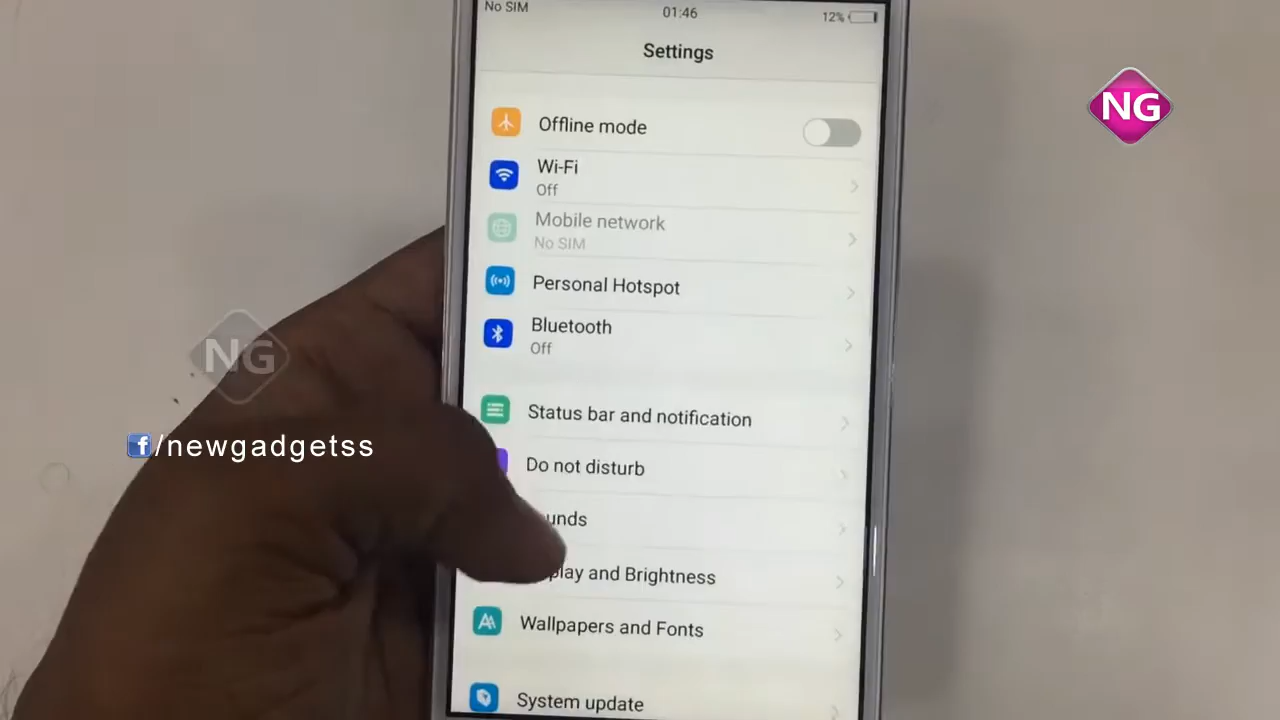 No SIM 01:46 12%
Settings
NG
Offline mode
Wi-Fi
Off
Mobile network
No SIM
Personal Hotspot
Bluetooth
Off
NG
Status bar and notification
f/newgadgetss
Do not disturb
unds
play and Brightness
Wallpapers and Fonts
System update